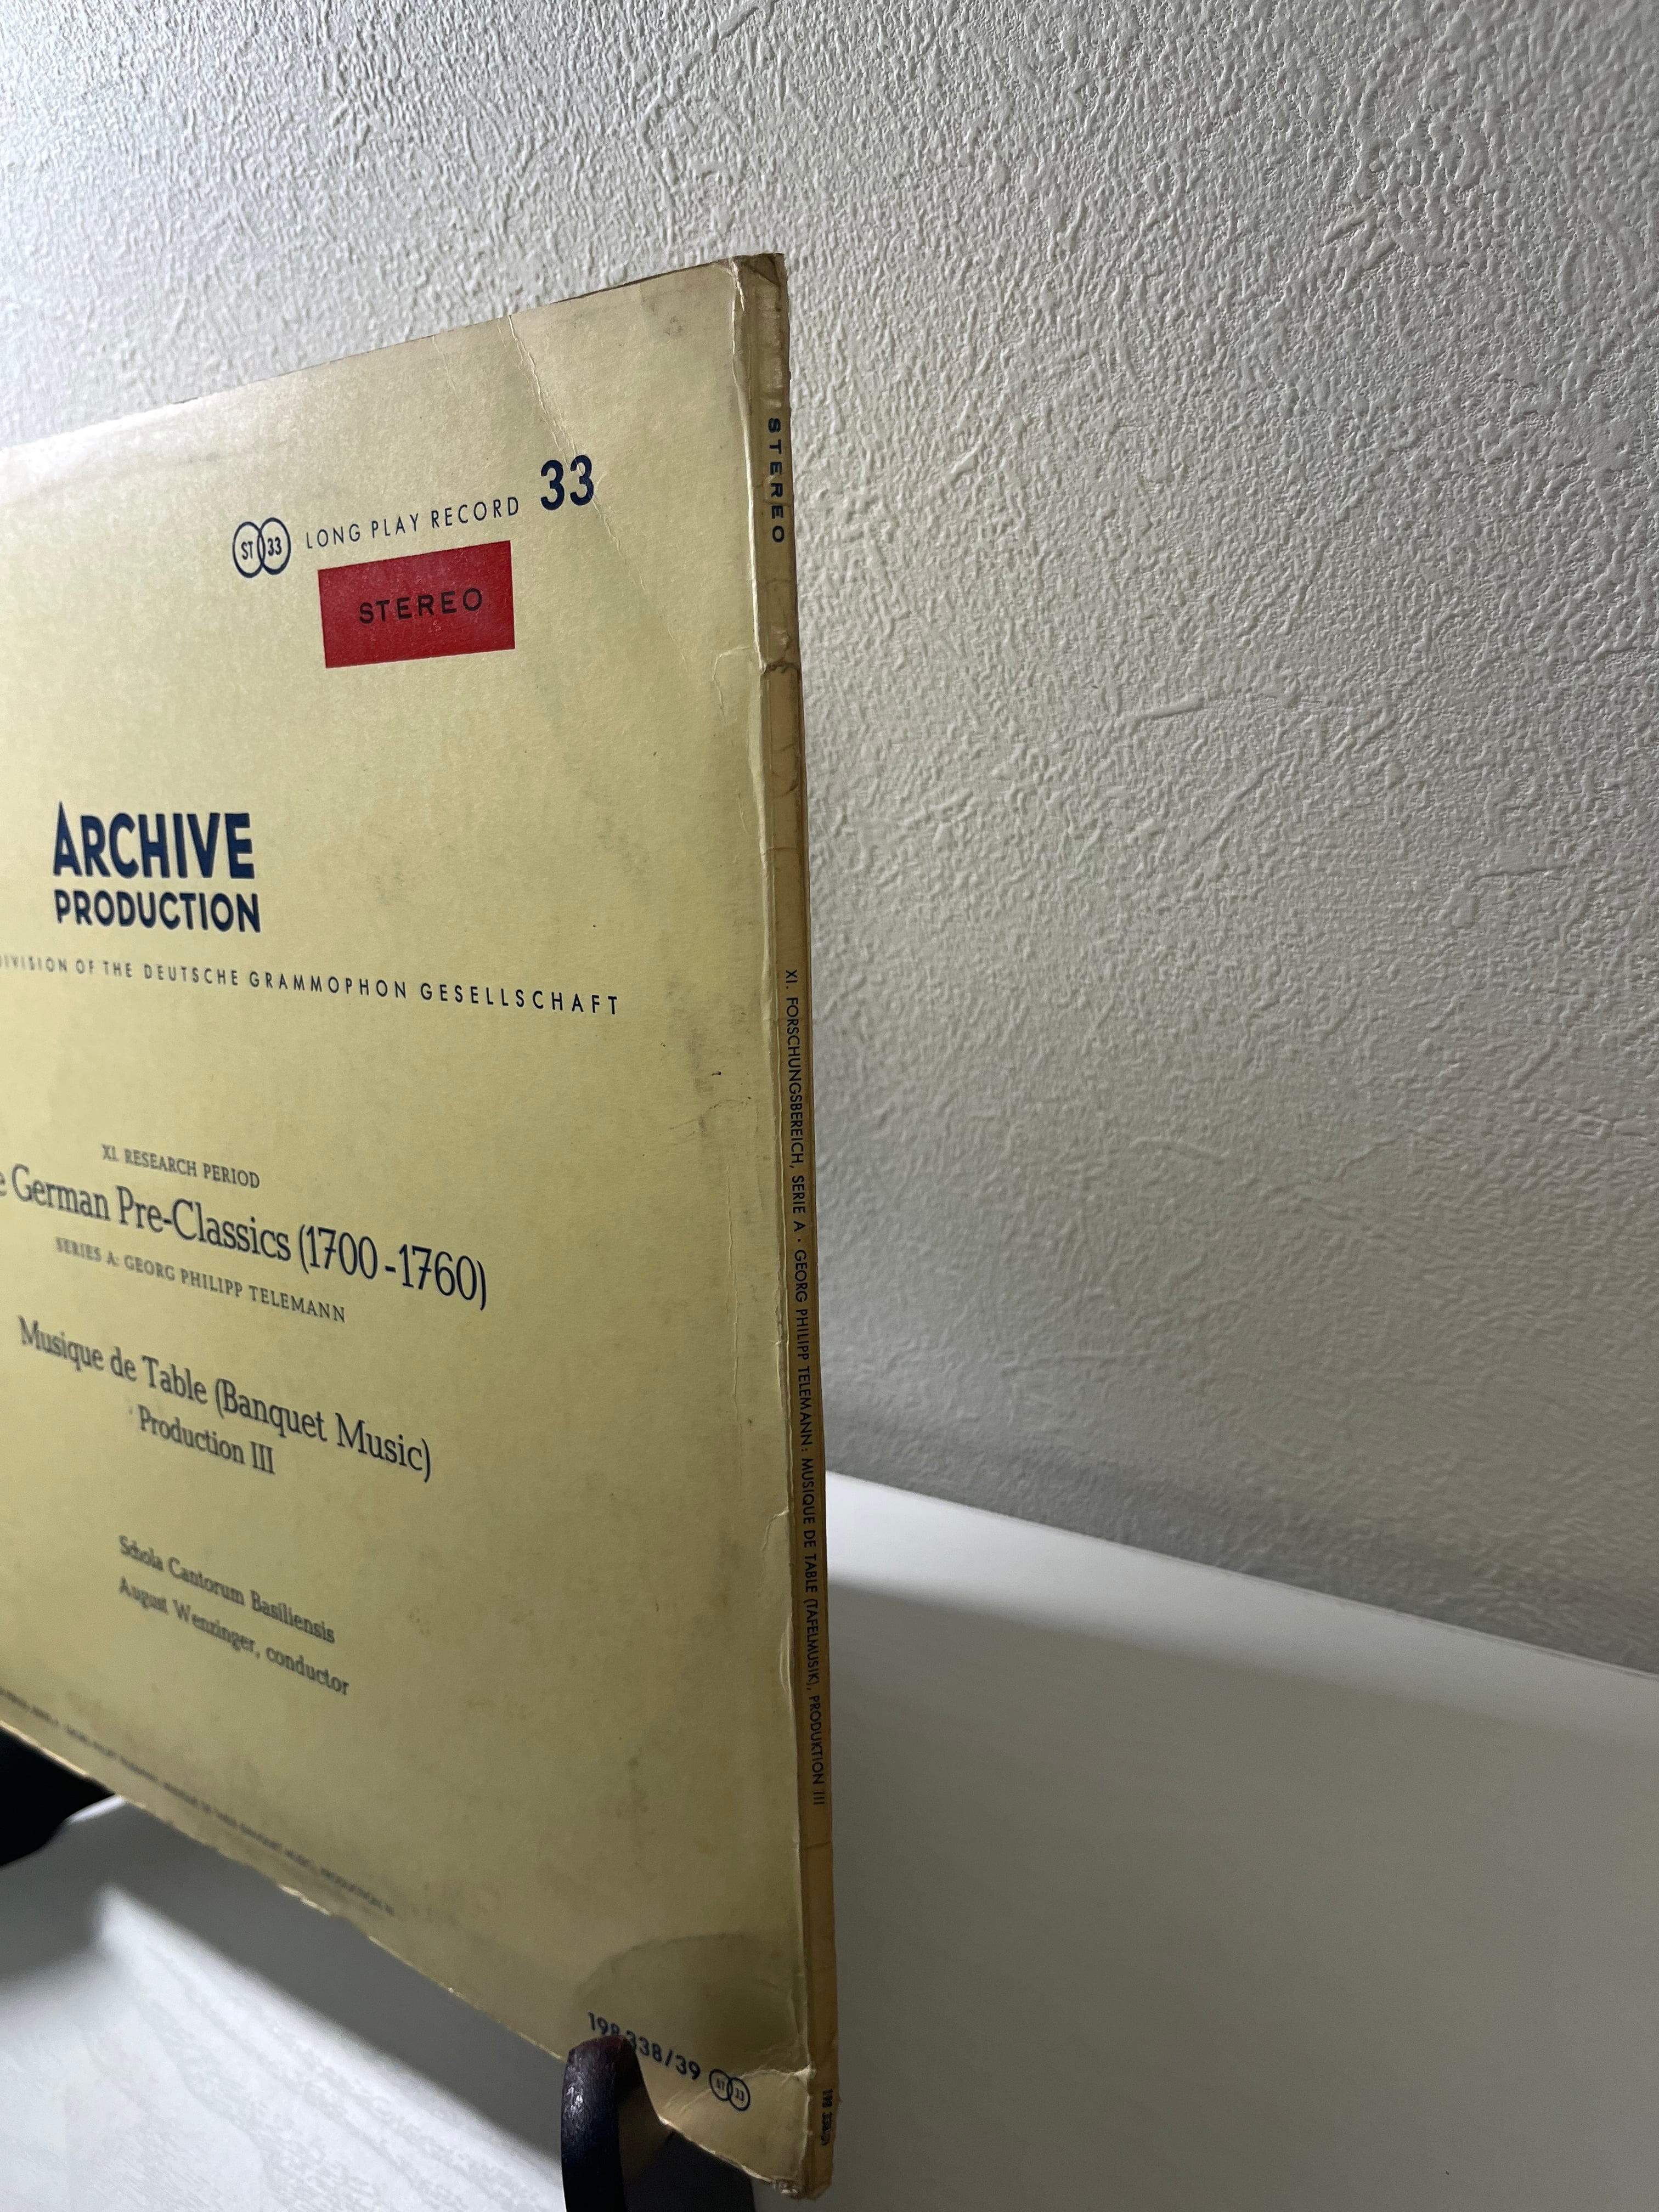 ST 33 LONG PLAY RECORD 33
STEREO
ARCHIVE
PRODUCTION
DIVISION OF THE DEUTSCHE GRAMMOPHON GESELLSCHAFT
XI. RESEARCH PERIOD
German Pre-Classics (1700-1760)
SERIES A: GEORG PHILIPP TELEMANN
Musique de Table (Banquet Music)
Production III
Schola Cantorum Basiliensis
August Wenzinger, conductor
198 338/39 ST 33
STEREO
XI. FORSCHUNGSBEREICH, SERIE A · GEORG PHILIPP TELEMANN: MUSIQUE DE TABLE (TAFELMUSIK), PRODUKTION III